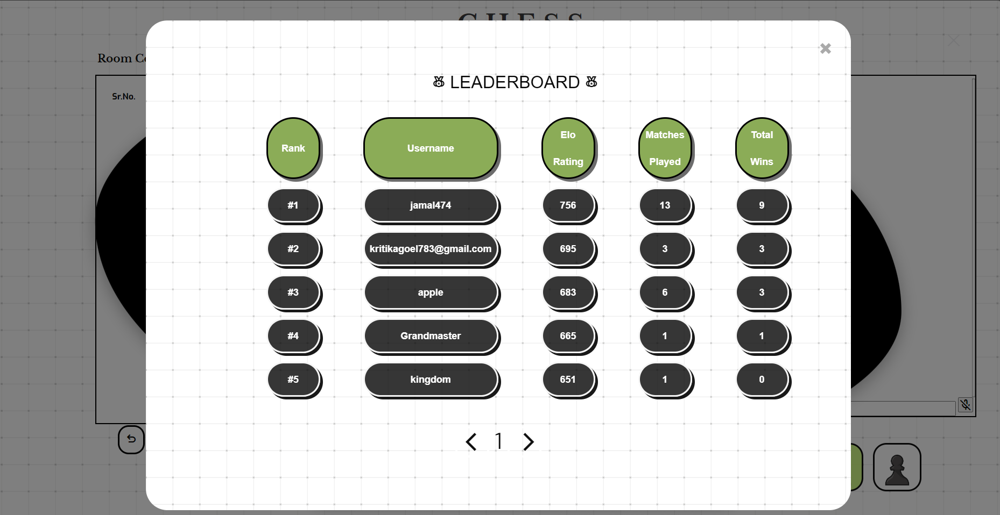 CHESS
Room Co
Sr.No.
LEADERBOARD
Rank Username Elo Rating Matches Played Total Wins
#1 jamal474 756 13 9
#2 kritikagoel783@gmail.com 695 3 3
#3 apple 683 6 3
#4 Grandmaster 665 1 1
#5 kingdom 651 1 0
1